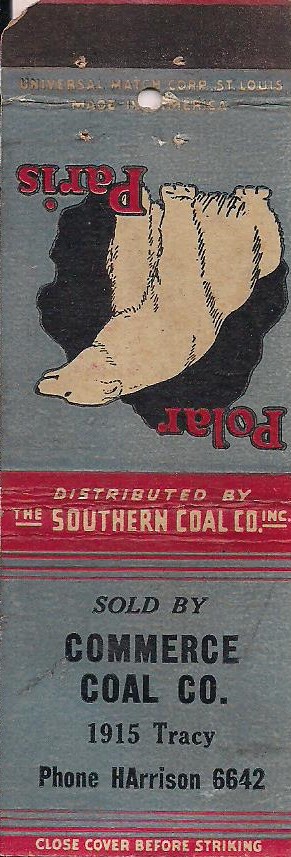 UNIVERSAL MATCH CORP. ST. LOUIS
MADE IN AMERICA
Polar
Paris
DISTRIBUTED BY
THE SOUTHERN COAL CO. INC.
SOLD BY
COMMERCE
COAL CO.
1915 Tracy
Phone HArrison 6642
CLOSE COVER BEFORE STRIKING